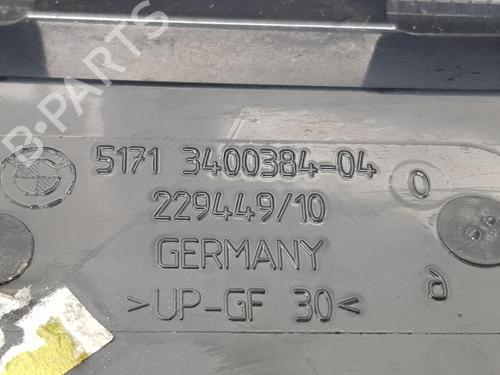 B-PARTS
5171 3400384-04
229449/10
GERMANY
>UP-GF 30<